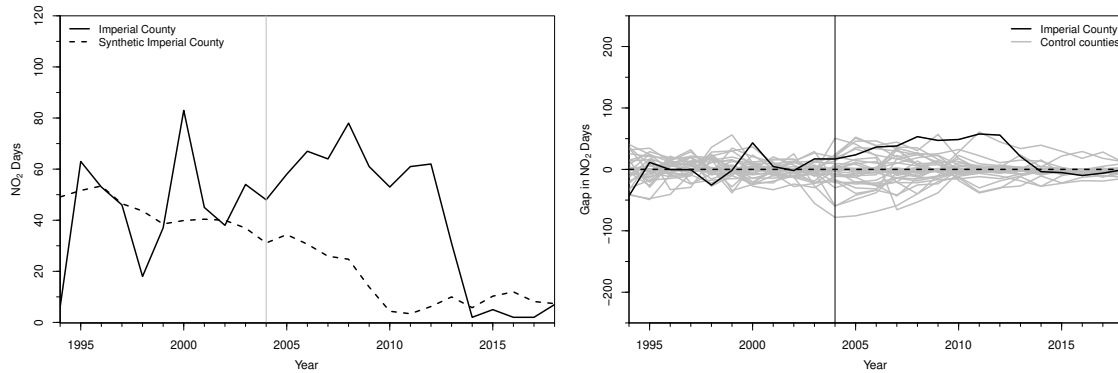 Imperial County
Synthetic Imperial County
NO₂ Days
0
20
40
60
80
100
120
1995
2000
2005
2010
2015
Year
Imperial County
Control counties
Gap in NO₂ Days
−200
−100
0
100
200
1995
2000
2005
2010
2015
Year